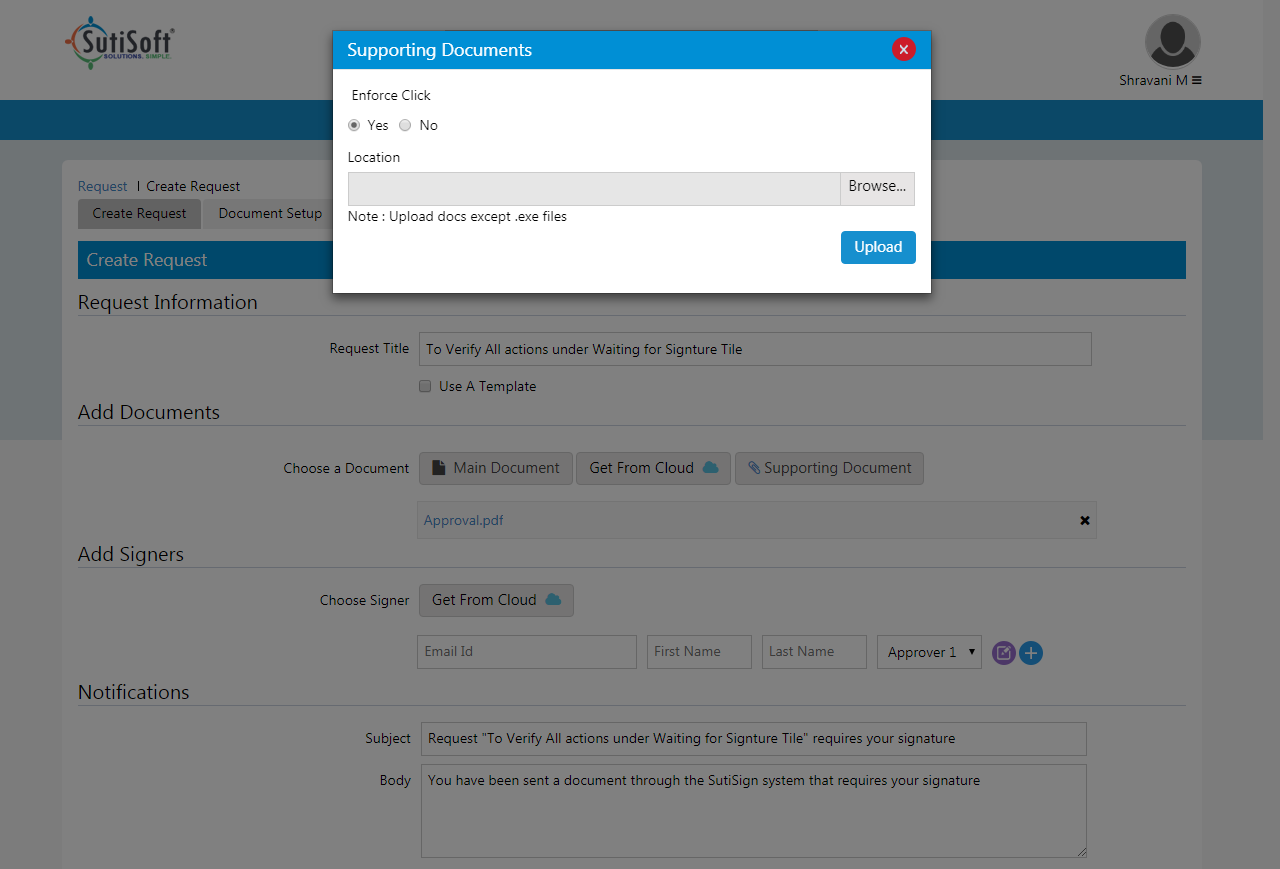 SutiSoft
SOLUTIONS. SIMPLE.
Supporting Documents
Shravani M
Enforce Click
Yes No
Location
Browse...
Note : Upload docs except .exe files
Upload
Request | Create Request
Create Request Document Setup
Create Request
Request Information
Request Title To Verify All actions under Waiting for Signture Tile
Use A Template
Add Documents
Choose a Document Main Document Get From Cloud Supporting Document
Approval.pdf
Add Signers
Choose Signer Get From Cloud
Email Id First Name Last Name Approver 1
Notifications
Subject Request "To Verify All actions under Waiting for Signture Tile" requires your signature
Body You have been sent a document through the SutiSign system that requires your signature